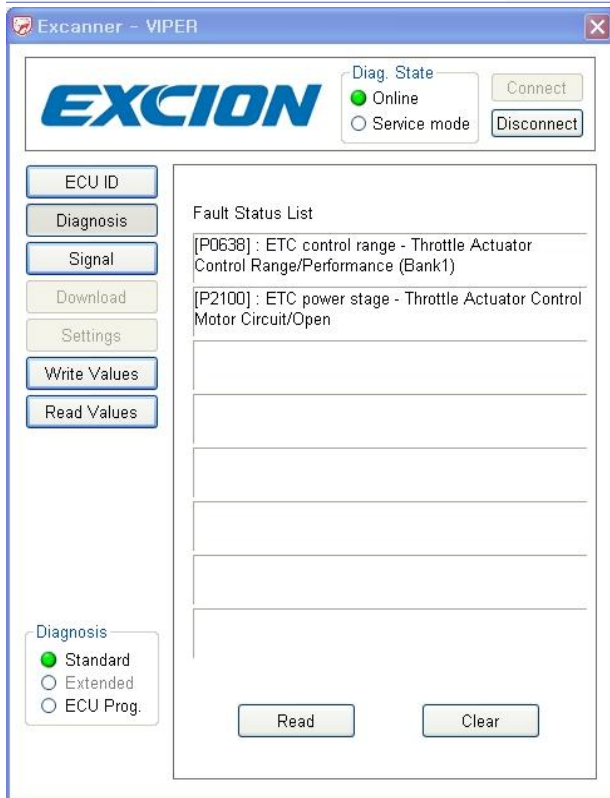 Excanner - VIPER
EXCION
Diag. State
Online
Service mode
Connect
Disconnect
ECU ID
Diagnosis
Signal
Download
Settings
Write Values
Read Values
Fault Status List
[P0638] : ETC control range - Throttle Actuator
Control Range/Performance (Bank1)
[P2100] : ETC power stage - Throttle Actuator Control
Motor Circuit/Open
Diagnosis
Standard
Extended
ECU Prog.
Read
Clear